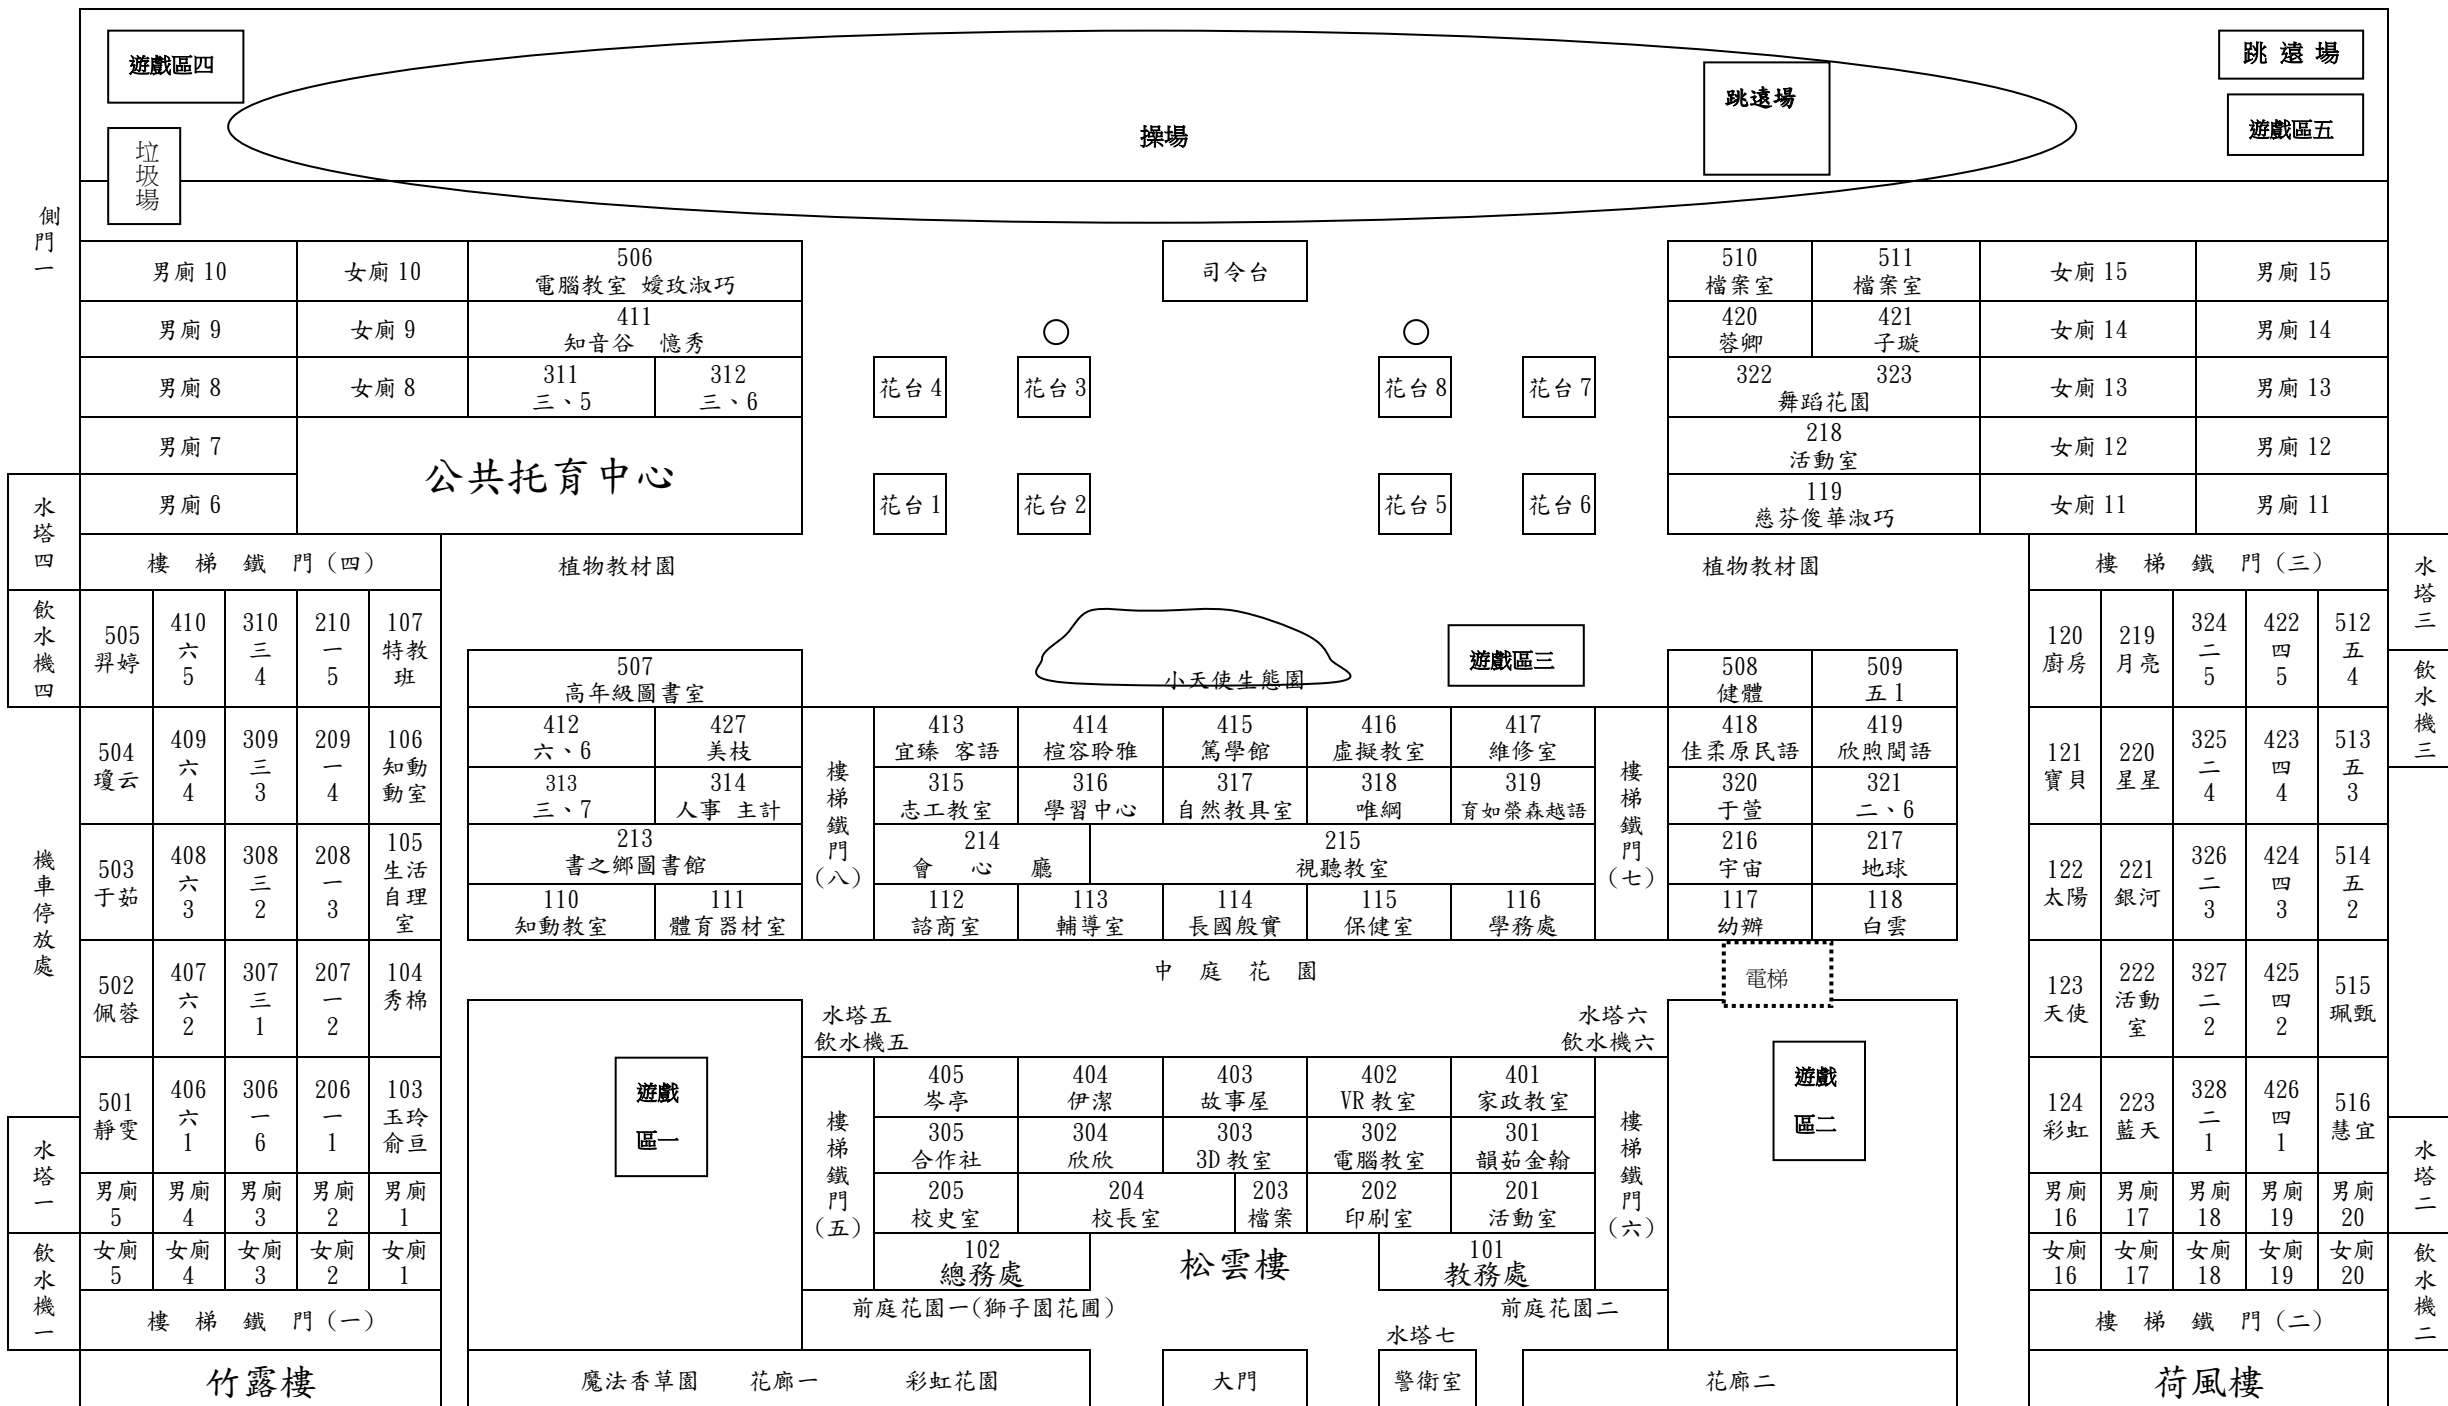 遊戲區四
跳 遠 場
跳遠場
遊戲區五
操場
垃圾場
側門一
男廁 10
女廁 10
506
電腦教室 嬡玫淑巧
司令台
510
檔案室
511
檔案室
女廁 15
男廁 15
男廁 9
女廁 9
411
知音谷 憶秀
420
蓉卿
421
子璇
女廁 14
男廁 14
男廁 8
女廁 8
311
三、5
312
三、6
花台 4
花台 3
花台 8
花台 7
322 323
舞蹈花園
女廁 13
男廁 13
男廁 7
公共托育中心
218
活動室
女廁 12
男廁 12
水塔四
男廁 6
花台 1
花台 2
花台 5
花台 6
119
慈芬俊華淑巧
女廁 11
男廁 11
樓 梯 鐵 門(四)
植物教材園
植物教材園
樓 梯 鐵 門(三)
水塔三
飲水機四
505
羿婷
410
六
5
310
三
4
210
一
5
107
特教
班
小天使生態園
遊戲區三
120
廚房
219
月亮
324
二
5
422
四
5
512
五
4
飲水機三
507
高年級圖書室
508
健體
509
五 1
504
瓊云
409
六
4
309
三
3
209
一
4
106
知動
動室
412
六、6
427
美枝
樓梯鐵門(八)
413
宜臻 客語
414
楦容聆雅
415
篤學館
416
虛擬教室
417
維修室
樓梯鐵門(七)
418
佳柔原民語
419
欣煦閩語
121
寶貝
220
星星
325
二
4
423
四
4
513
五
3
313
三、7
314
人事 主計
315
志工教室
316
學習中心
317
自然教具室
318
唯綱
319
育如榮森越語
320
于萱
321
二、6
機車停放處
503
于茹
408
六
3
308
三
2
208
一
3
105
生活
自理
室
213
書之鄉圖書館
214
會 心 廳
215
視聽教室
216
宇宙
217
地球
122
太陽
221
銀河
326
二
3
424
四
3
514
五
2
110
知動教室
111
體育器材室
112
諮商室
113
輔導室
114
長國殷實
115
保健室
116
學務處
117
幼辦
118
白雲
502
佩蓉
407
六
2
307
三
1
207
一
2
104
秀棉
中 庭 花 園
電梯
123
天使
222
活動
室
327
二
2
425
四
2
515
珮甄
水塔五
飲水機五
水塔六
飲水機六
501
靜雯
406
六
1
306
一
6
206
一
1
103
玉玲
俞亘
遊戲
區一
樓梯鐵門(五)
405
岑亭
404
伊潔
403
故事屋
402
VR 教室
401
家政教室
樓梯鐵門(六)
遊戲
區二
124
彩虹
223
藍天
328
二
1
426
四
1
516
慧宜
305
合作社
304
欣欣
303
3D 教室
302
電腦教室
301
韻茹金翰
水塔一
男廁
5
男廁
4
男廁
3
男廁
2
男廁
1
205
校史室
204
校長室
203
檔案
202
印刷室
201
活動室
男廁
16
男廁
17
男廁
18
男廁
19
男廁
20
水塔二
飲水機一
女廁
5
女廁
4
女廁
3
女廁
2
女廁
1
102
總務處
松雲樓
101
教務處
女廁
16
女廁
17
女廁
18
女廁
19
女廁
20
飲水機二
樓 梯 鐵 門(一)
前庭花園一(獅子園花圃)
前庭花園二
樓 梯 鐵 門(二)
水塔七
竹露樓
魔法香草園 花廊一 彩虹花園
大門
警衛室
花廊二
荷風樓